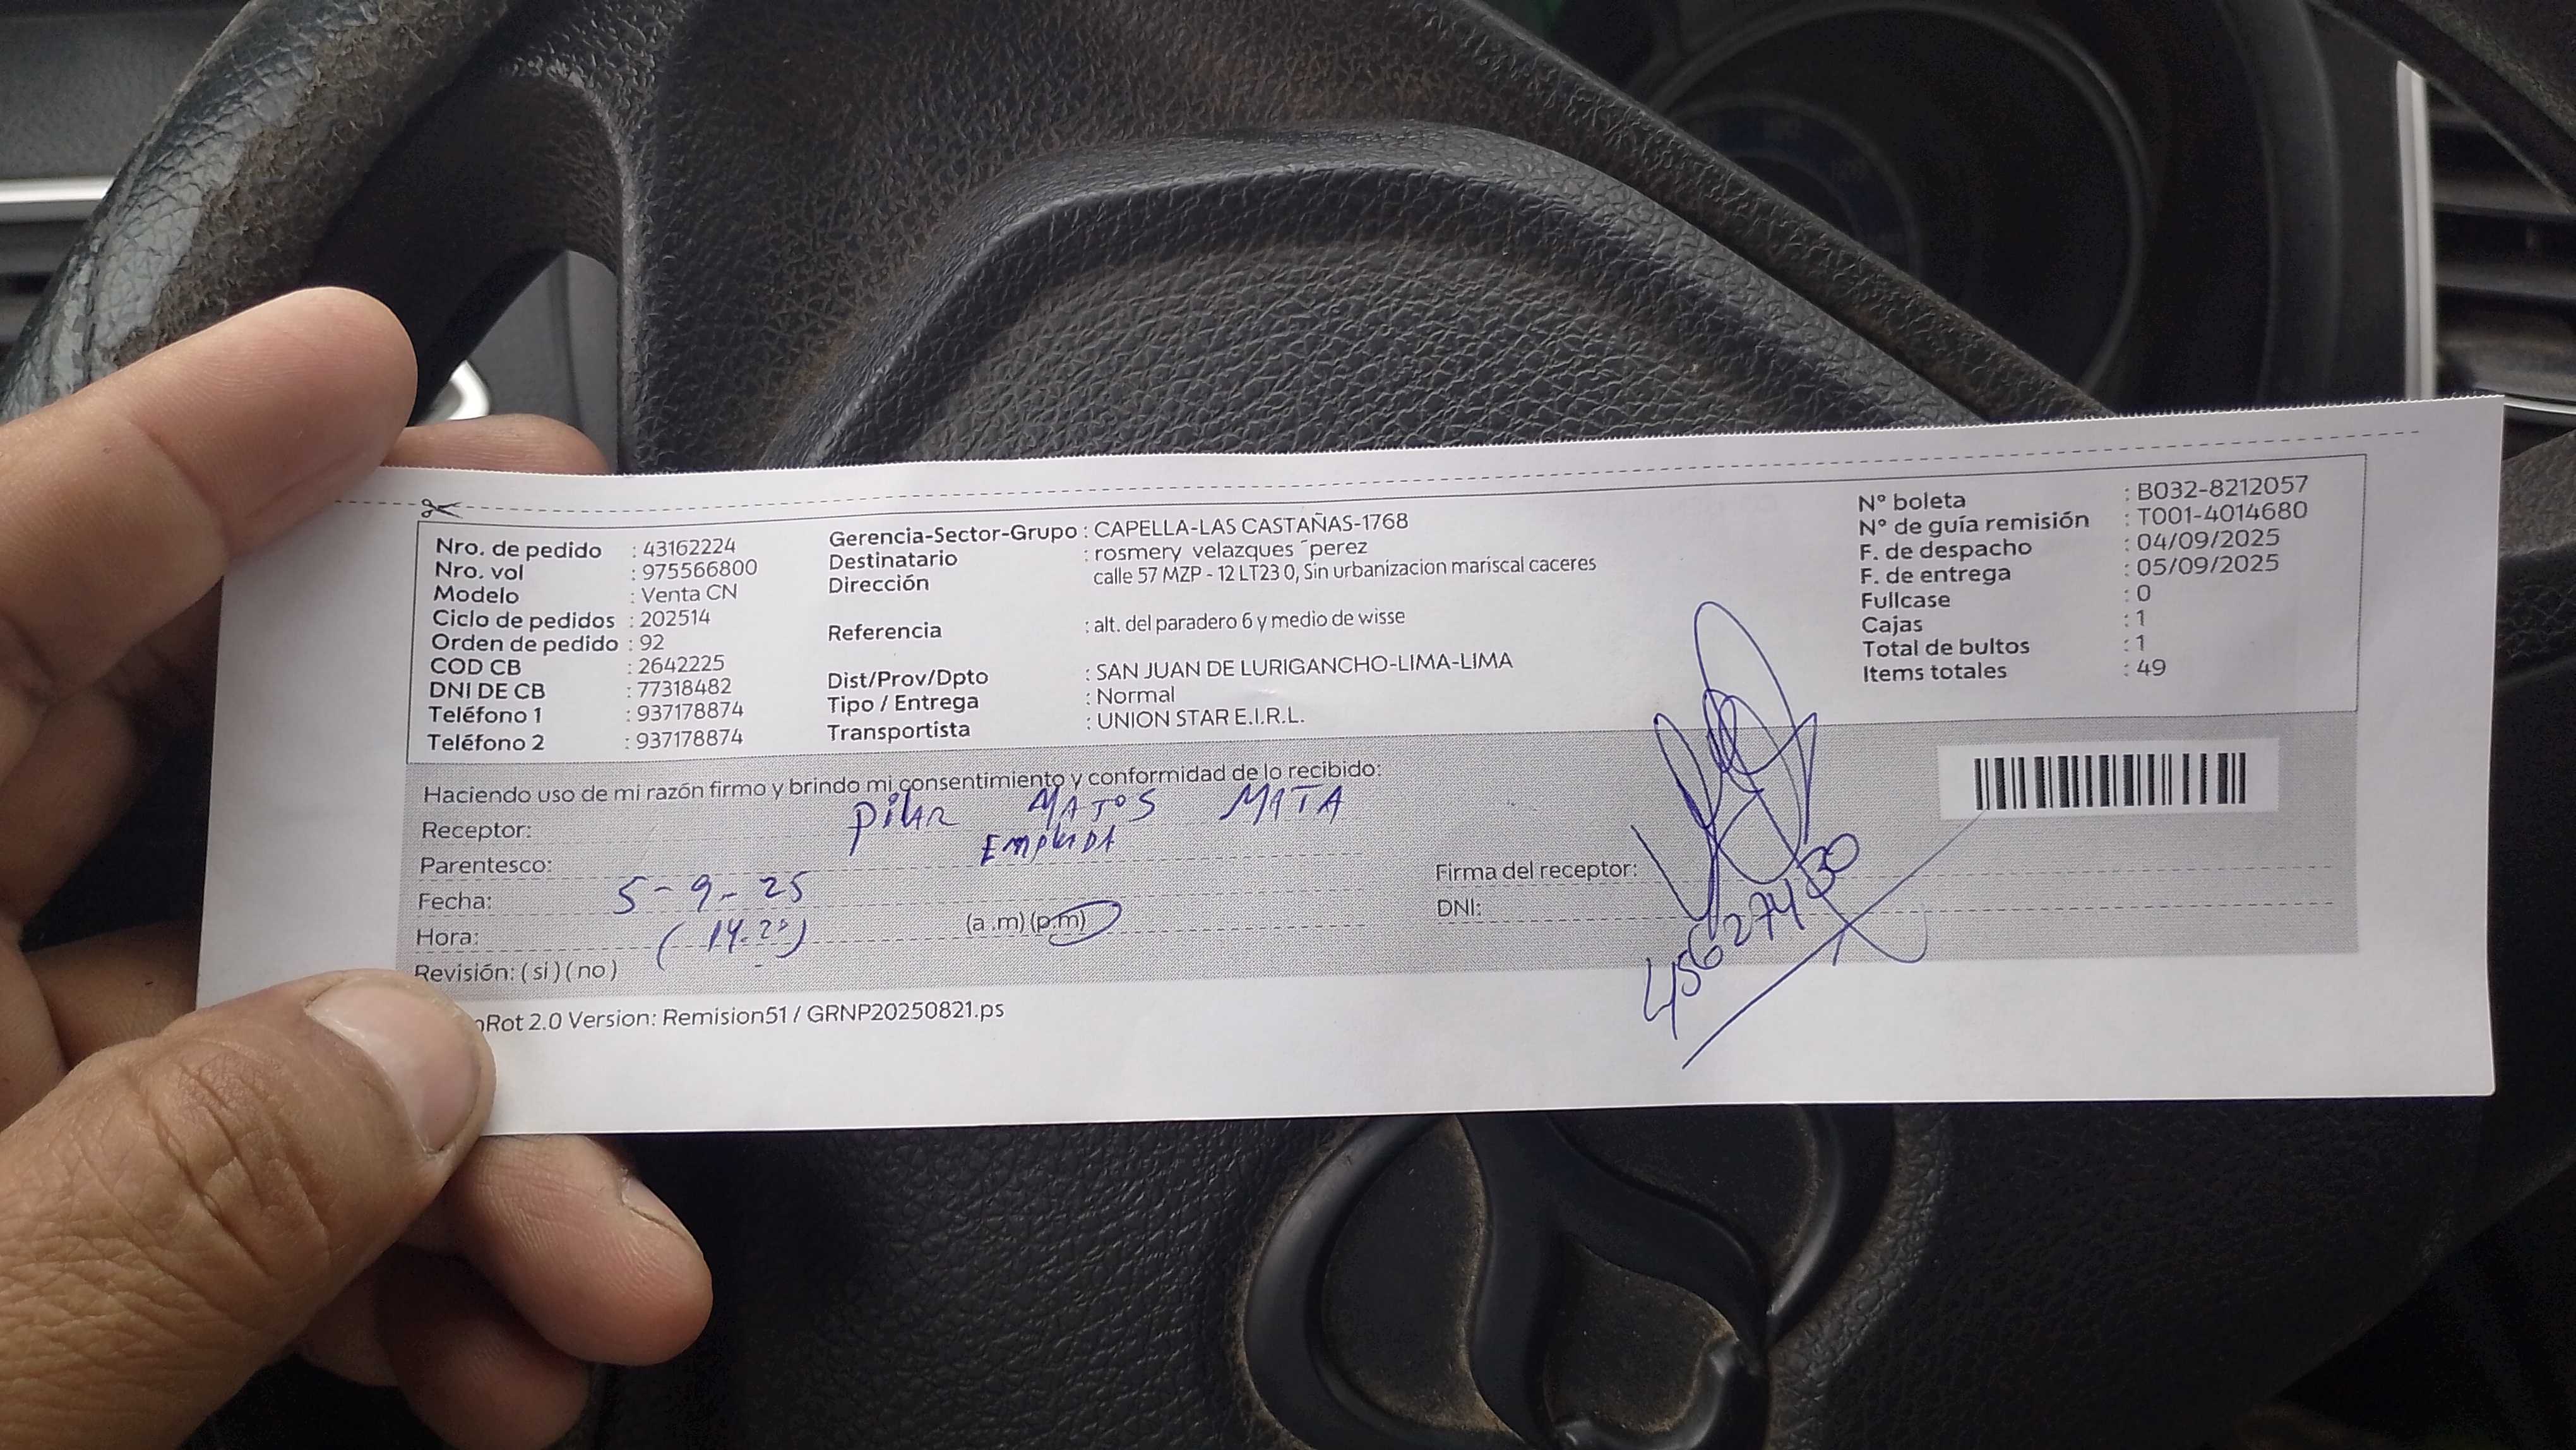 Nro. de pedido : 43162224
Nro. vol : 975566800
Modelo : Venta CN
Ciclo de pedidos : 202514
Orden de pedido : 92
COD CB : 2642225
DNI DE CB : 77318482
Teléfono 1 : 937178874
Teléfono 2 : 937178874
Gerencia-Sector-Grupo : CAPELLA-LAS CASTAÑAS-1768
Destinatario : rosmery velazques ´perez
Dirección calle 57 MZP - 12 LT23 0, Sin urbanizacion mariscal caceres
Referencia : alt. del paradero 6 y medio de wisse
Dist/Prov/Dpto : SAN JUAN DE LURIGANCHO-LIMA-LIMA
Tipo / Entrega : Normal
Transportista : UNION STAR E.I.R.L.
N° boleta : B032-8212057
N° de guía remisión : T001-4014680
F. de despacho : 04/09/2025
F. de entrega : 05/09/2025
Fullcase : 0
Cajas : 1
Total de bultos : 1
Items totales : 49
Haciendo uso de mi razón firmo y brindo mi consentimiento y conformidad de lo recibido:
Receptor: Pilar MATOS MATA
Parentesco:
Fecha: 5-9-25
Hora: (14.20) (a .m) (p.m)
Revisión: ( si ) ( no )
Firma del receptor:
DNI: 45627430
Rot 2.0 Version: Remision51 / GRNP20250821.ps